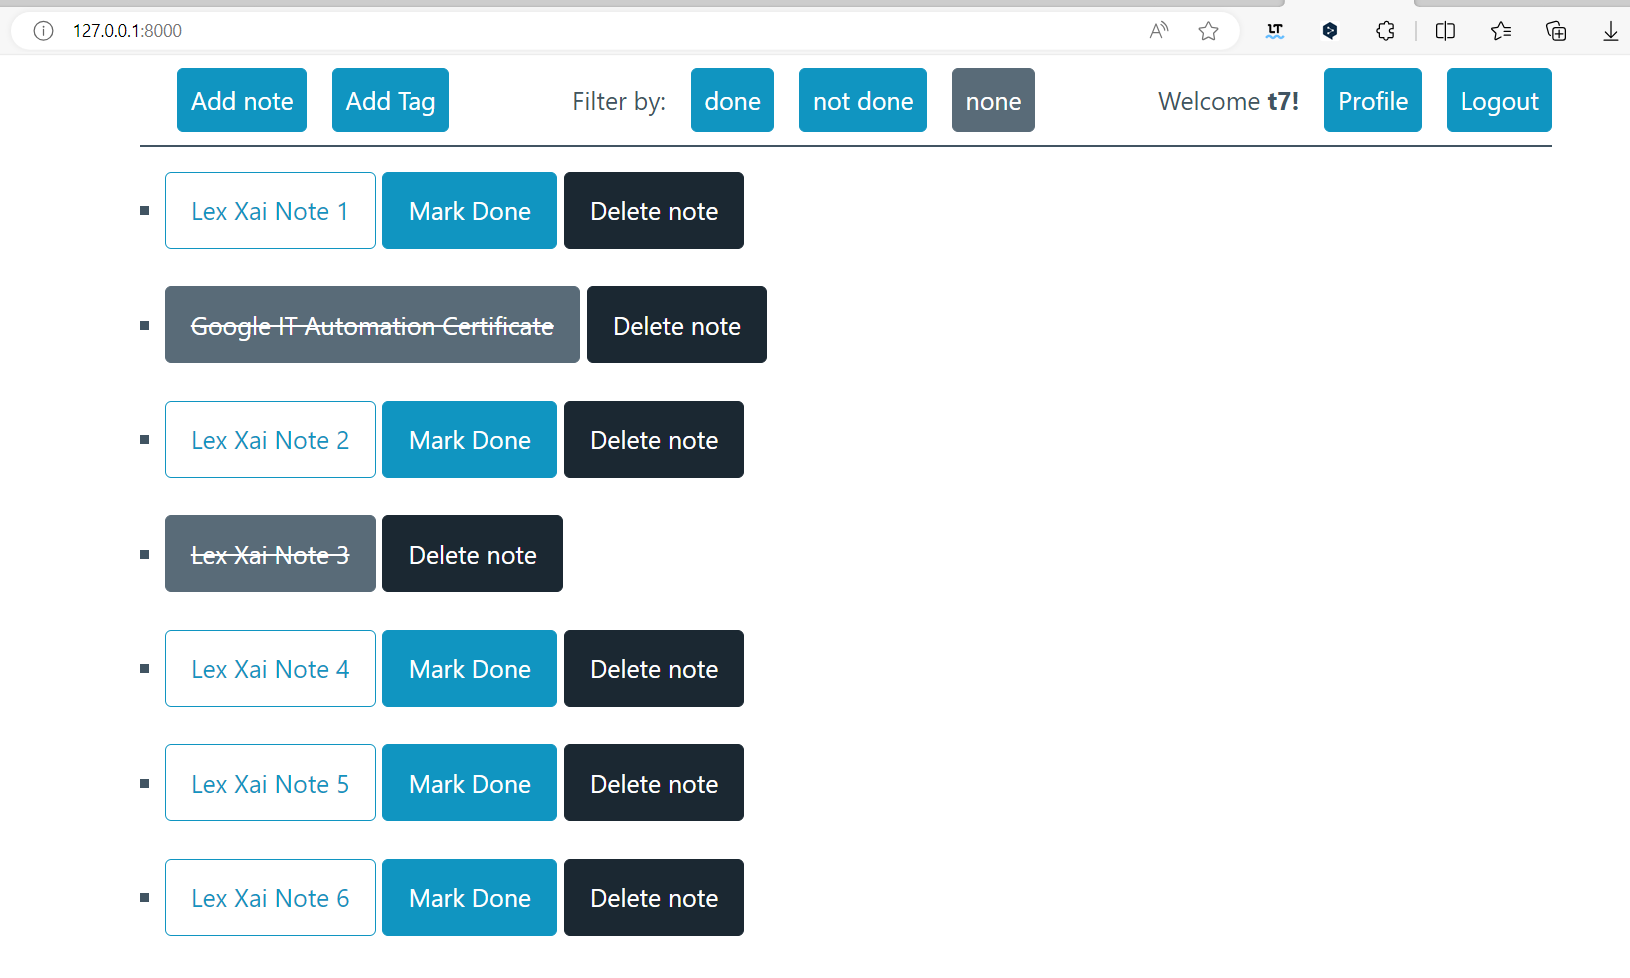 127.0.0.1:8000
Add note Add Tag Filter by: done not done none Welcome t7! Profile Logout
Lex Xai Note 1 Mark Done Delete note
Google IT Automation Certificate Delete note
Lex Xai Note 2 Mark Done Delete note
Lex Xai Note 3 Delete note
Lex Xai Note 4 Mark Done Delete note
Lex Xai Note 5 Mark Done Delete note
Lex Xai Note 6 Mark Done Delete note